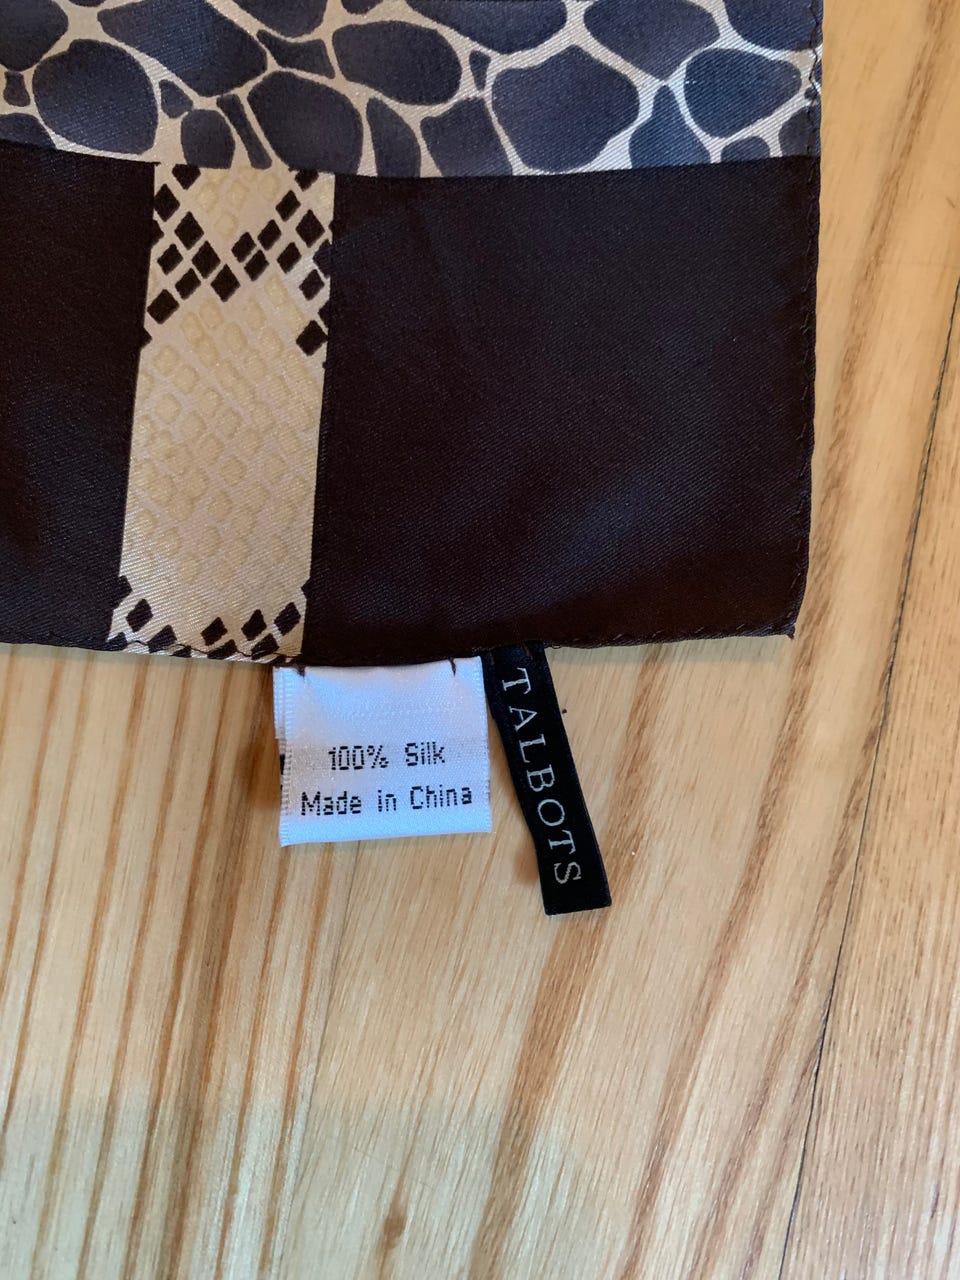 100% Silk
Made in China
TALBOTS